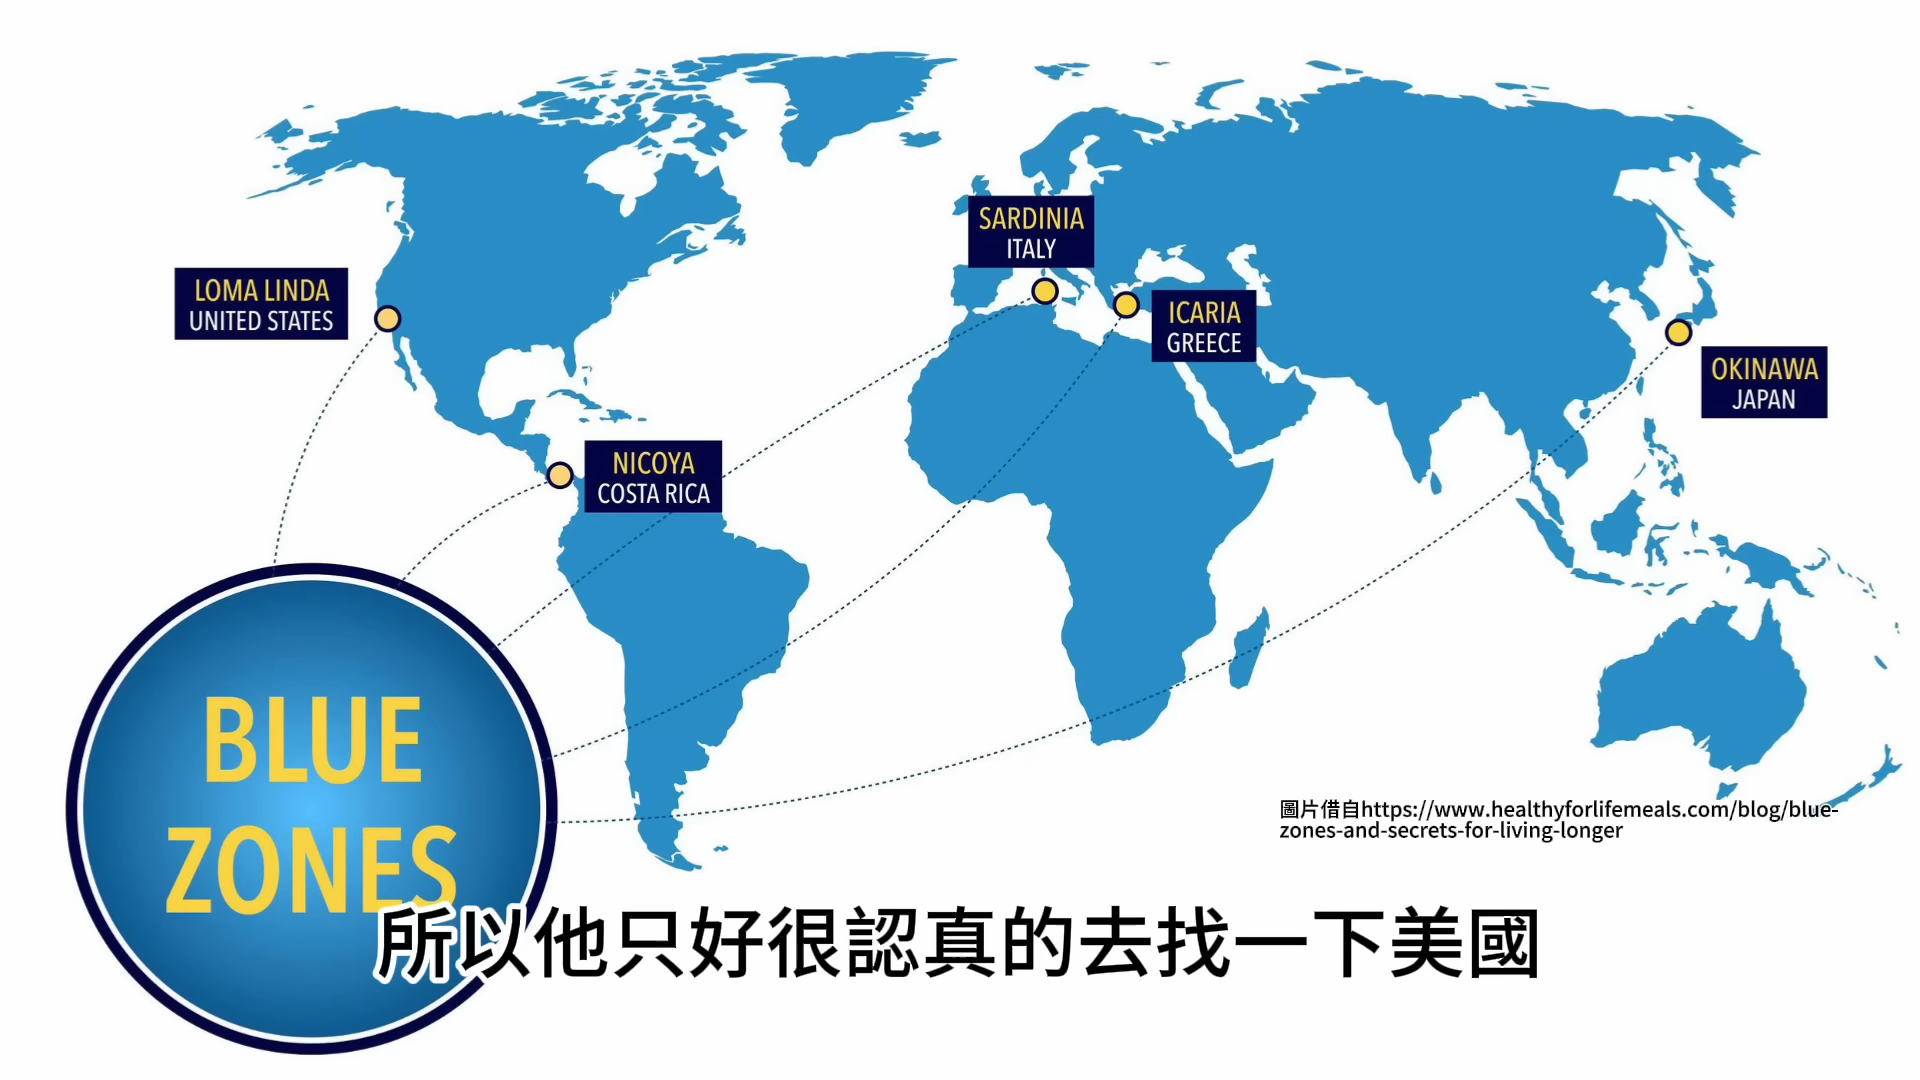 SARDINIA
ITALY
LOMA LINDA
UNITED STATES
ICARIA
GREECE
OKINAWA
JAPAN
NICOYA
COSTA RICA
BLUE
ZONES
圖片借自https://www.healthyforlifemeals.com/blog/blue-
zones-and-secrets-for-living-longer
所以他只好很認真的去找一下美國